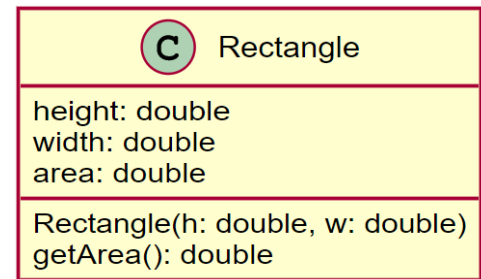 C Rectangle
height: double
width: double
area: double
Rectangle(h: double, w: double)
getArea(): double